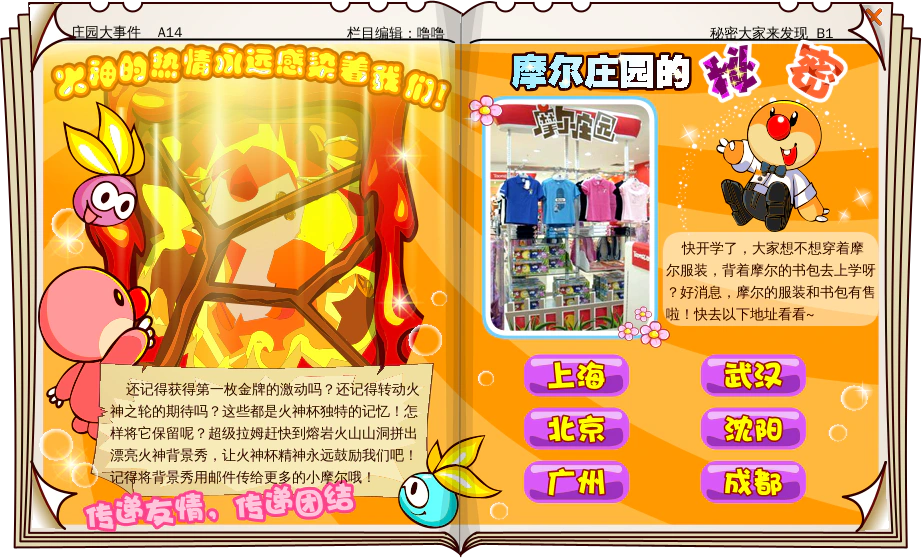 庄园大事件 A14
栏目编辑：噜噜
火神的热情永远感染着我们！
还记得获得第一枚金牌的激动吗？还记得转动火
神之轮的期待吗？这些都是火神杯独特的记忆！怎
样将它保留呢？超级拉姆赶快到熔岩火山山洞拼出
漂亮火神背景秀，让火神杯精神永远鼓励我们吧！
记得将背景秀用邮件传给更多的小摩尔哦！
传递友情、传递团结
秘密大家来发现 B1
摩尔庄园的秘密
摩尔庄园
快开学了，大家想不想穿着摩
尔服装，背着摩尔的书包去上学呀
？好消息，摩尔的服装和书包有售
啦！快去以下地址看看~
上海
武汉
北京
沈阳
广州
成都